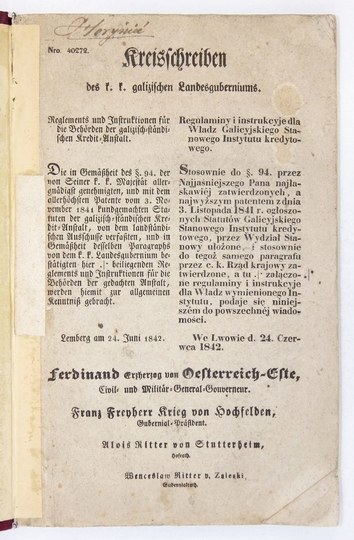 Nro 40272.
Kreisschreiben
des k. k. galizischen Landesguberniums.
Reglements und Instruktionen für
die Behörden der galizisch-ständi-
schen Kredit-Anstalt.
Die in Gemäßheit des §. 94. der
von Seiner k. k. Majestät aller-
gnädigst genehmigten, und mit dem
allerhöchsten Patente vom 3. No-
vember 1841 kundgemachten Sta-
tuten der galizisch-ständischen Kre-
dit-Anstalt, von dem landständi-
schen Ausschuße verfaßten, und in
Gemäßheit desselben Paragraphs
von dem k. k. Landesgubernium be-
stätigten hier ·|· beiliegenden Re-
glements und Instruktionen für die
Behörden der gedachten Anstalt,
werden hiemit zur allgemeinen
Kenntniß gebracht.
Lemberg am 24. Juni 1842.
Regulaminy i instrukcyje dla
Władz Galicyjskiego Sta-
nowego Instytutu kredyto-
wego.
Stosownie do §. 94. przez
Najjaśniejszego Pana najła-
skawiéj zatwierdzonych, a
najwyższym patentem z dnia
3. Listopada 1841 r. ogłoszo-
nych Statutów Galicyjskiego
Stanowego Instytutu kredy-
towego, przez Wydział Sta-
nowy ułożone, i stosownie
do tegoż samego paragrafu
przez c. k. Rząd krajowy za-
twierdzone, a tu ·|· załączo-
ne regulaminy i instrukcyje
dla Władz wymienionego In-
stytutu, podaje się niniej-
szém do powszechnéj wiado-
mości.
We Lwowie d. 24. Czer-
wca 1842.
Ferdinand Erzherzog von Oesterreich-Este,
Civil- und Militär-General-Gouverneur.
Franz Freyherr Krieg von Hochfelden,
Gubernial-Präsident.
Alois Ritter von Stutterheim,
Hofrath.
Wenceslaw Ritter v.
Gubernialrath.